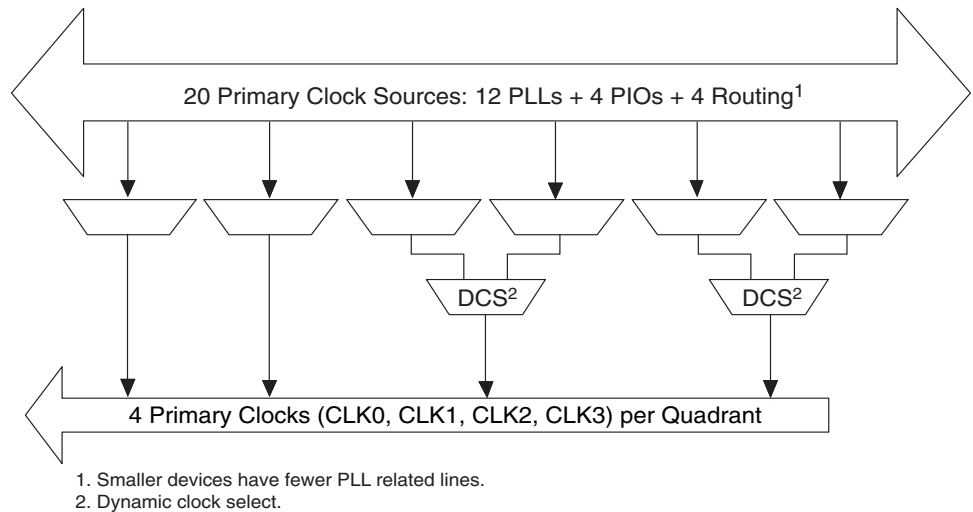 20 Primary Clock Sources: 12 PLLs + 4 PIOs + 4 Routing¹
DCS²
DCS²
4 Primary Clocks (CLK0, CLK1, CLK2, CLK3) per Quadrant
1. Smaller devices have fewer PLL related lines.
2. Dynamic clock select.